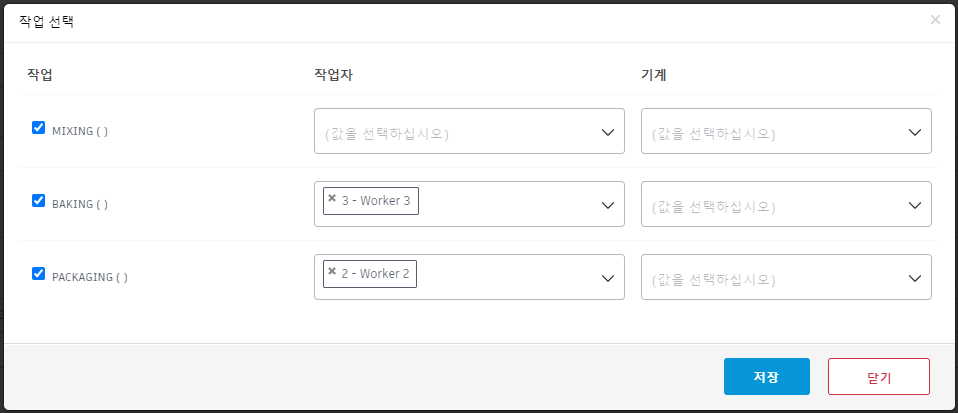 작업 선택 ×
작업 작업자 기계
MIXING ( ) (값을 선택하십시오) (값을 선택하십시오)
BAKING ( ) × 3 - Worker 3 (값을 선택하십시오)
PACKAGING ( ) × 2 - Worker 2 (값을 선택하십시오)
저장 닫기